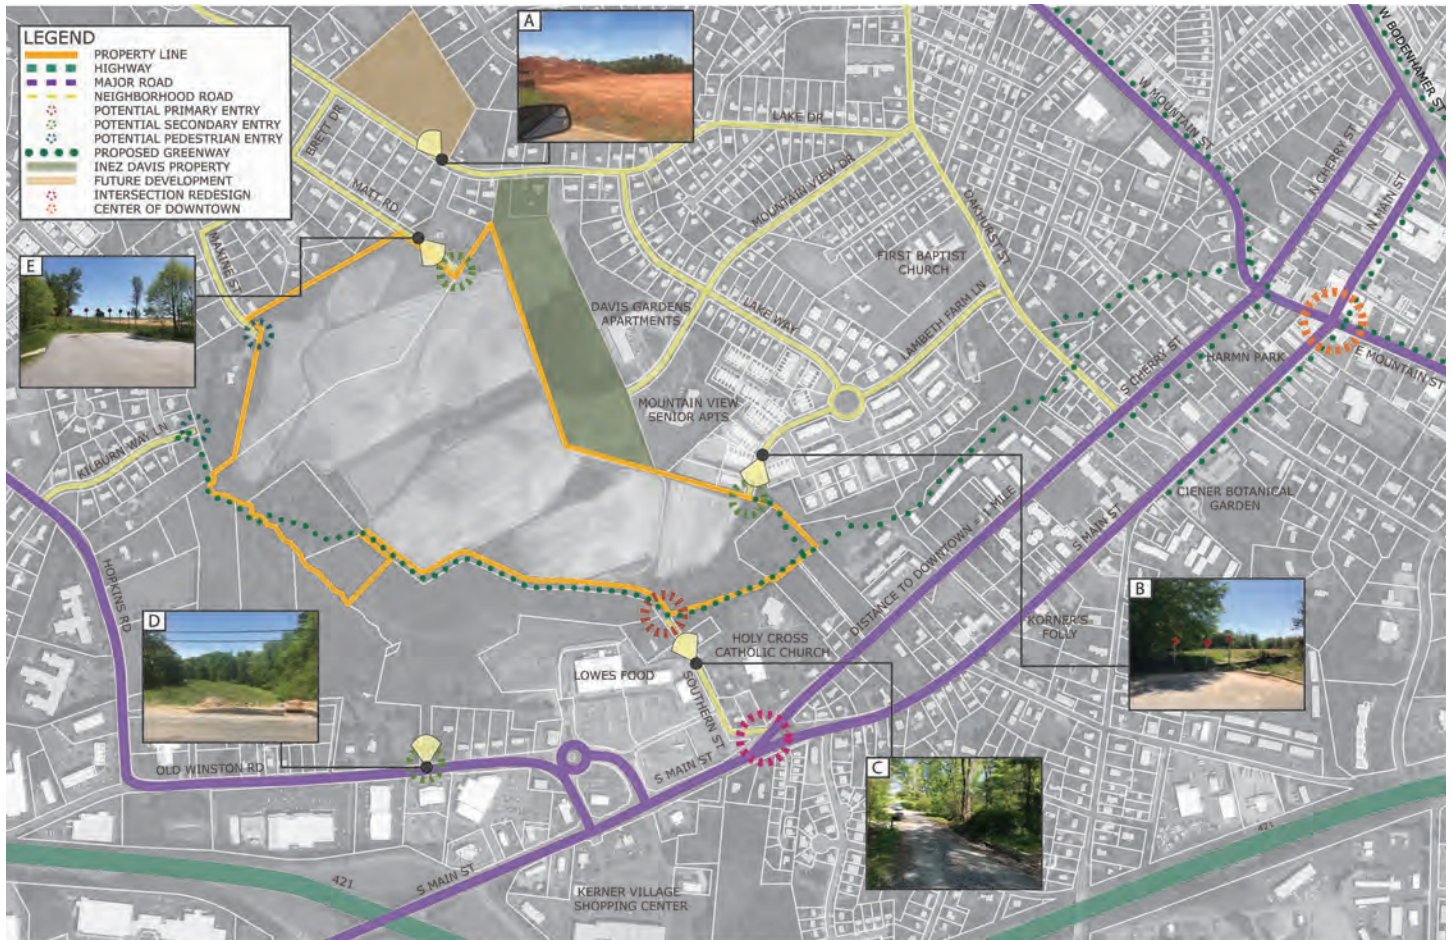 LEGEND
PROPERTY LINE
HIGHWAY
MAJOR ROAD
NEIGHBORHOOD ROAD
POTENTIAL PRIMARY ENTRY
POTENTIAL SECONDARY ENTRY
POTENTIAL PEDESTRIAN ENTRY
PROPOSED GREENWAY
INEZ DAVIS PROPERTY
FUTURE DEVELOPMENT
INTERSECTION REDESIGN
CENTER OF DOWNTOWN
A
W BODENHAMER ST
W MOUNTAIN ST
LAKE DR
BRETT DR
N CHERRY ST
MATT RD
MOUNTAIN VIEW DR
OAKHURST ST
N MAIN ST
MAXINE ST
E
FIRST BAPTIST
CHURCH
DAVIS GARDENS
APARTMENTS
LAKE WAY
LAMBETH FARM LN
S CHERRY ST
HARMN PARK
E MOUNTAIN ST
MOUNTAIN VIEW
SENIOR APTS
KILBURN WAY LN
CIENER BOTANICAL
GARDEN
S MAIN ST
DISTANCE TO DOWNTOWN = 1 MILE
HOPKINS RD
B
D
KORNER'S
FOLLY
HOLY CROSS
CATHOLIC CHURCH
LOWES FOOD
SOUTHERN ST
OLD WINSTON RD
S MAIN ST
C
421
S MAIN ST
421
KERNER VILLAGE
SHOPPING CENTER